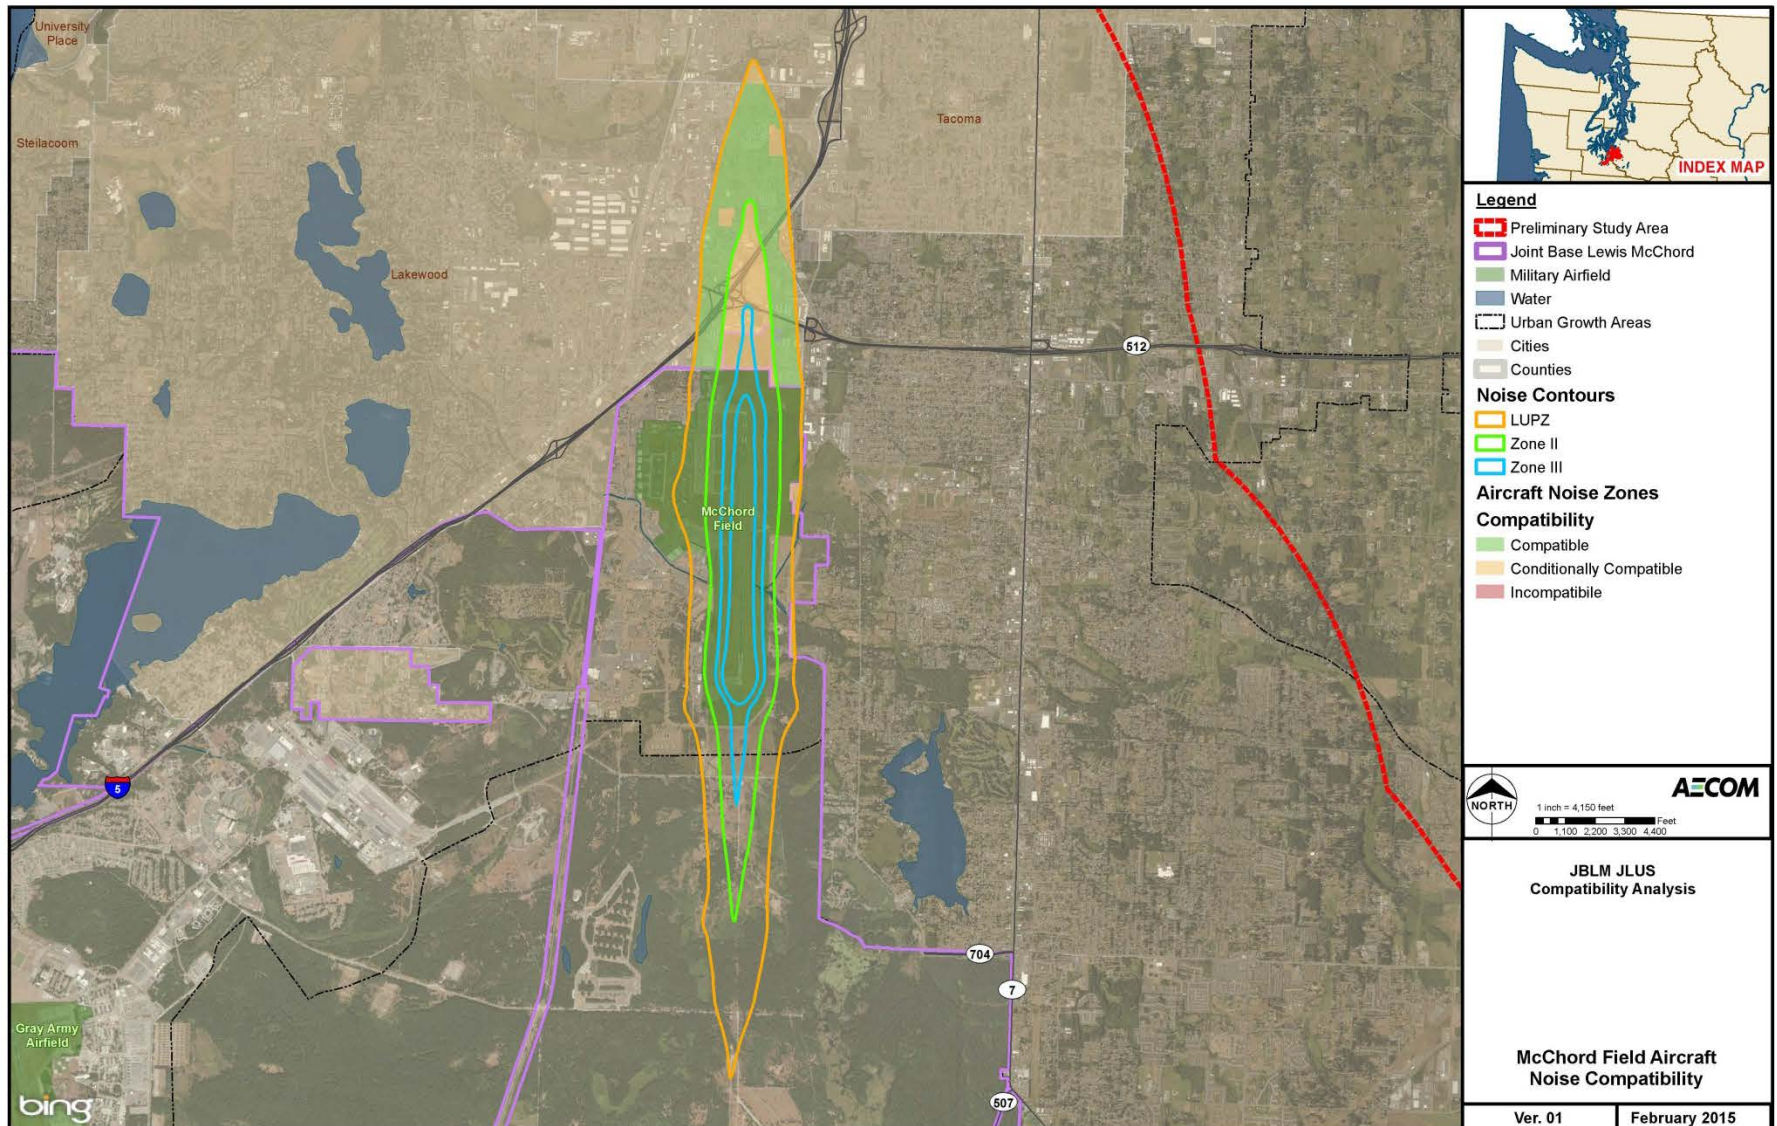 University
Place
Steilacoom
Tacoma
Lakewood
512
McChord
Field
5
704
7
507
Gray Army
Airfield
bing
INDEX MAP
Legend
Preliminary Study Area
Joint Base Lewis McChord
Military Airfield
Water
Urban Growth Areas
Cities
Counties
Noise Contours
LUPZ
Zone II
Zone III
Aircraft Noise Zones
Compatibility
Compatible
Conditionally Compatible
Incompatibile
NORTH
AECOM
1 inch = 4,150 feet
Feet
0 1,100 2,200 3,300 4,400
JBLM JLUS
Compatibility Analysis
McChord Field Aircraft
Noise Compatibility
Ver. 01
February 2015